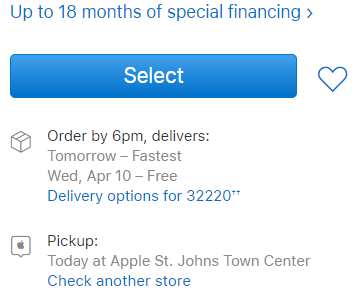 Up to 18 months of special financing ›
Select
Order by 6pm, delivers:
Tomorrow – Fastest
Wed, Apr 10 – Free
Delivery options for 32220††
Pickup:
Today at Apple St. Johns Town Center
Check another store